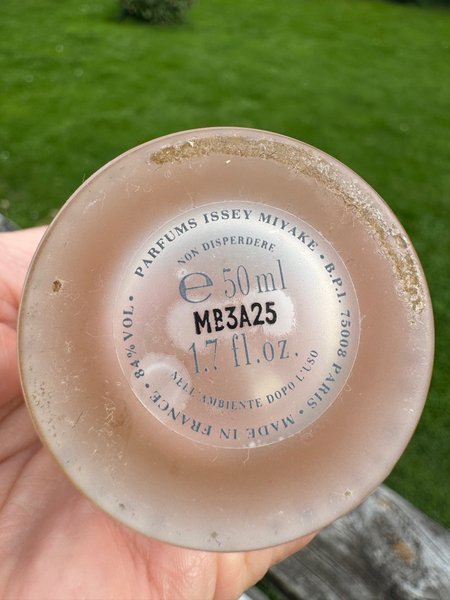 PARFUMS ISSEY MIYAKE • B.P.I. 75008 PARIS • MADE IN FRANCE • 84% VOL •
NON DISPERDERE
e 50 ml
MB3A25
1.7 fl.oz.
NELL'AMBIENTE DOPO L'USO